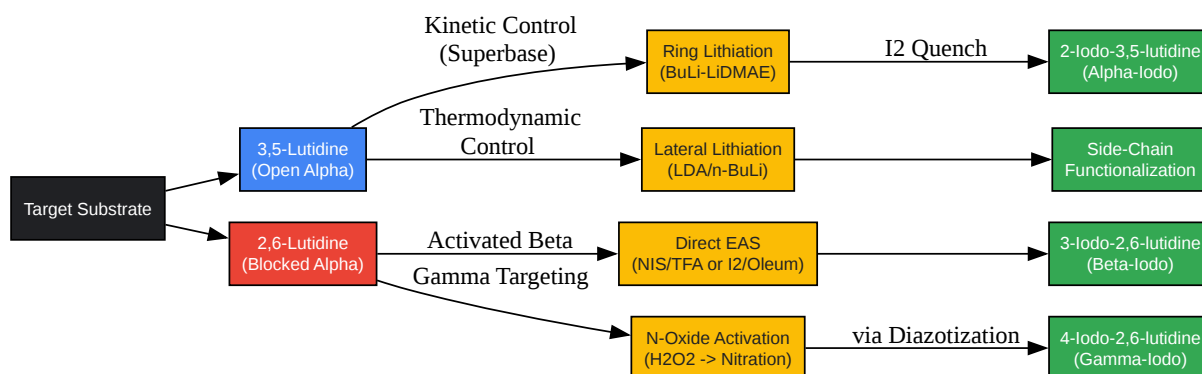 Target Substrate
3,5-Lutidine
(Open Alpha)
2,6-Lutidine
(Blocked Alpha)
Kinetic Control
(Superbase)
Thermodynamic
Control
Activated Beta
Gamma Targeting
Ring Lithiation
(BuLi-LiDMAE)
Lateral Lithiation
(LDA/n-BuLi)
Direct EAS
(NIS/TFA or I2/Oleum)
N-Oxide Activation
(H2O2 -> Nitration)
I2 Quench
via Diazotization
2-Iodo-3,5-lutidine
(Alpha-Iodo)
Side-Chain
Functionalization
3-Iodo-2,6-lutidine
(Beta-Iodo)
4-Iodo-2,6-lutidine
(Gamma-Iodo)